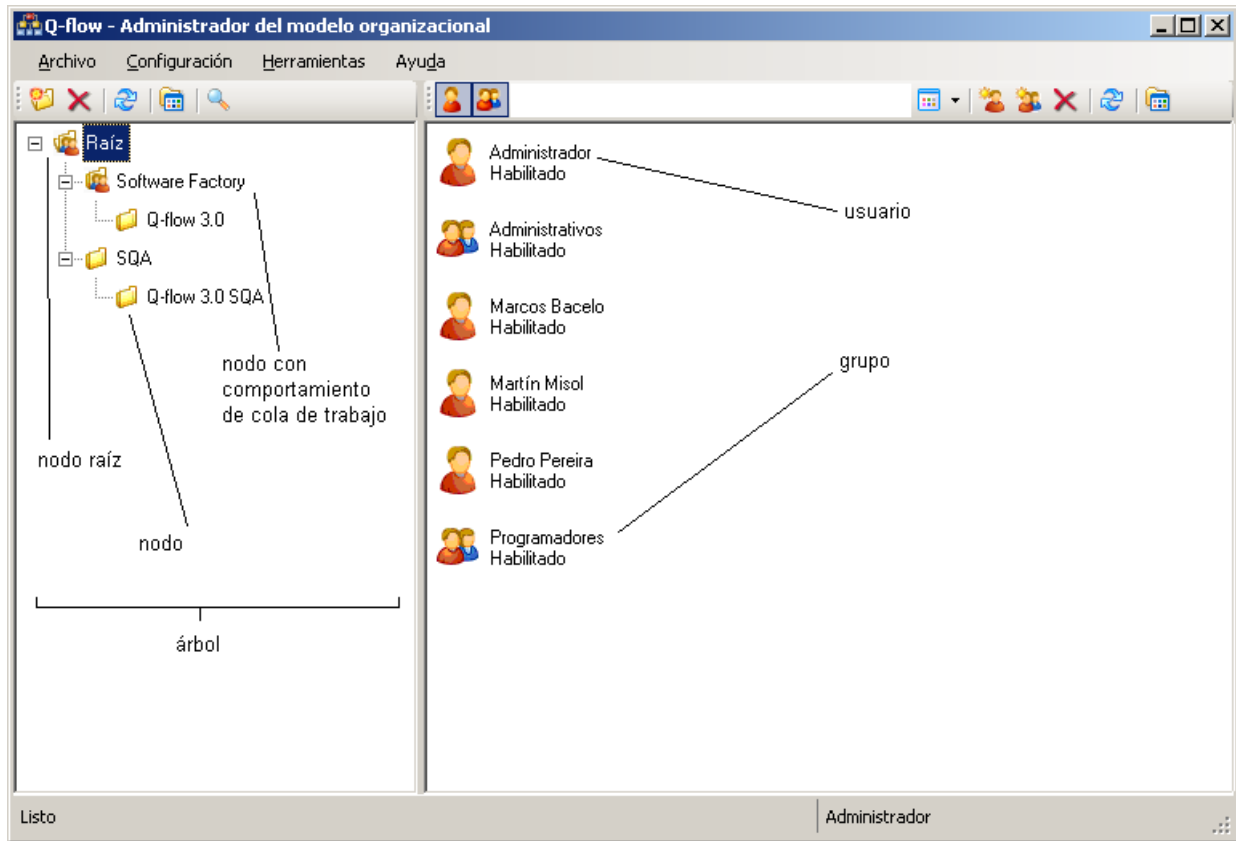 Q-flow - Administrador del modelo organizacional
Archivo Configuración Herramientas Ayuda
Raíz
Software Factory
Q-flow 3.0
SQA
Q-flow 3.0 SQA
nodo con
comportamiento
de cola de trabajo
nodo raíz
nodo
árbol
Administrador
Habilitado
usuario
Administrativos
Habilitado
Marcos Bacelo
Habilitado
grupo
Martín Misol
Habilitado
Pedro Pereira
Habilitado
Programadores
Habilitado
Listo
Administrador